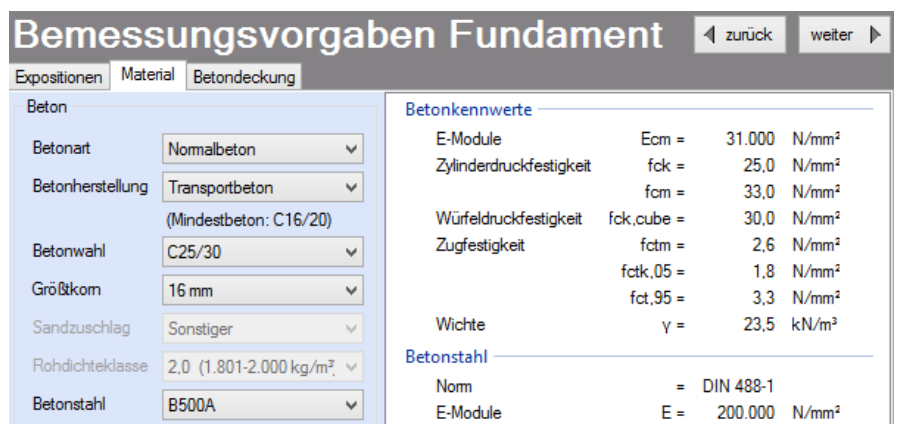 Bemessungsvorgaben Fundament
zurück
weiter
Expositionen Material Betondeckung
Beton
Betonart Normalbeton
Betonherstellung Transportbeton
(Mindestbeton: C16/20)
Betonwahl C25/30
Größtkorn 16 mm
Sandzuschlag Sonstiger
Rohdichteklasse 2,0 (1.801-2.000 kg/m³,
Betonstahl B500A
Betonkennwerte
E-Module Ecm = 31.000 N/mm²
Zylinderdruckfestigkeit fck = 25,0 N/mm²
fcm = 33,0 N/mm²
Würfeldruckfestigkeit fck,cube = 30,0 N/mm²
Zugfestigkeit fctm = 2,6 N/mm²
fctk,05 = 1,8 N/mm²
fct,95 = 3,3 N/mm²
Wichte γ = 23,5 kN/m³
Betonstahl
Norm = DIN 488-1
E-Module E = 200.000 N/mm²